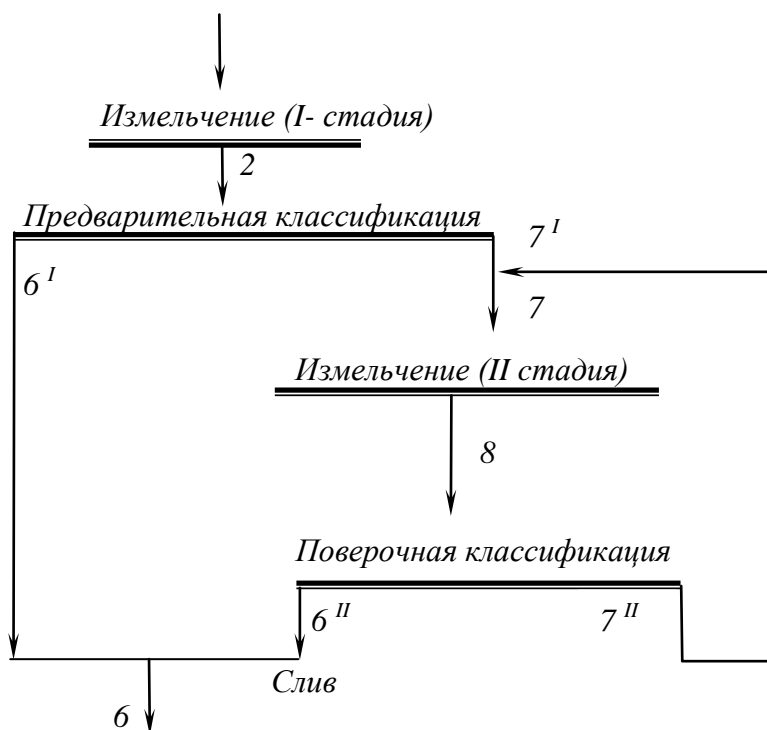 Измельчение (I- стадия)
2
Предварительная классификация
7 I
6 I
7
Измельчение (II стадия)
8
Поверочная классификация
6 II
7 II
Слив
6